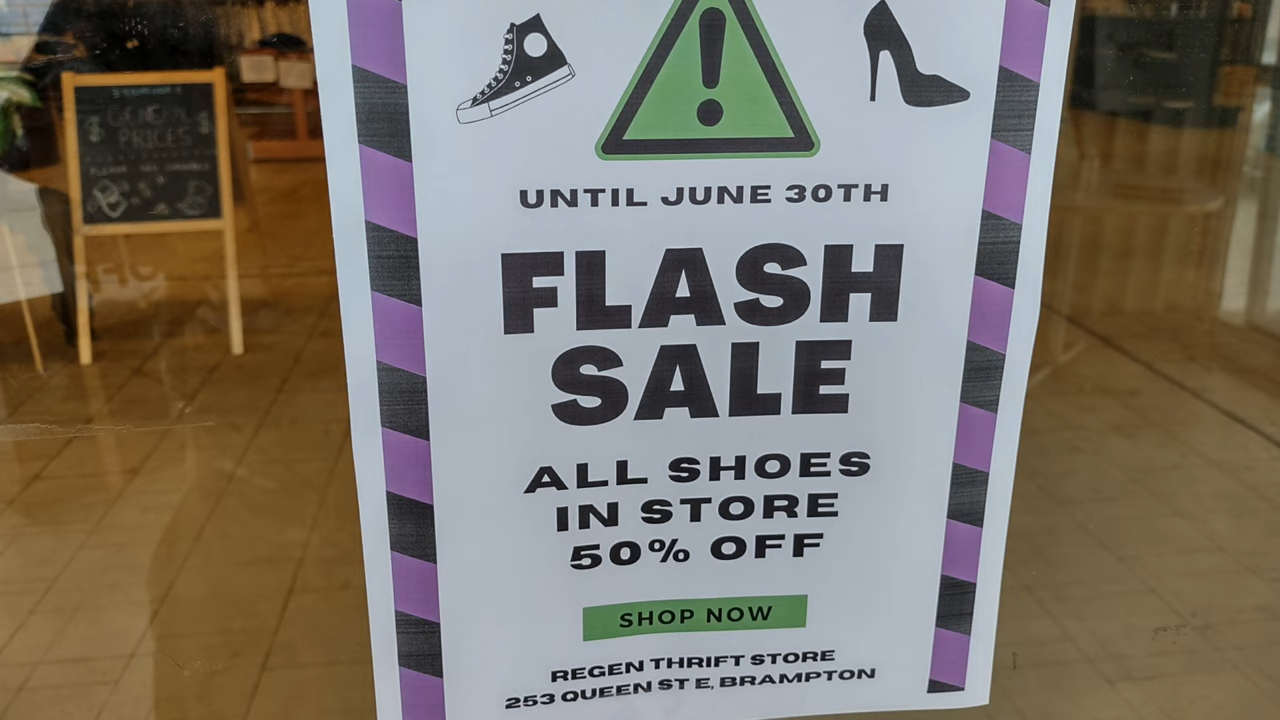 GENERAL
PRICES
UNTIL JUNE 30TH
FLASH
SALE
ALL SHOES
IN STORE
50% OFF
SHOP NOW
REGEN THRIFT STORE
253 QUEEN ST E, BRAMPTON